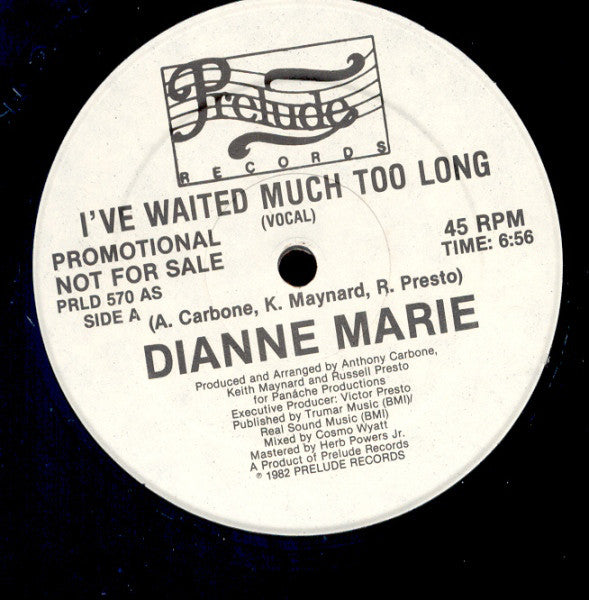 Prelude
RECORDS
I'VE WAITED MUCH TOO LONG
(VOCAL)
PROMOTIONAL
NOT FOR SALE
PRLD 570 AS
SIDE A
45 RPM
TIME: 6:56
(A. Carbone, K. Maynard, R. Presto)
DIANNE MARIE
Produced and Arranged by Anthony Carbone,
Keith Maynard and Russell Presto
for Panâche Productions
Executive Producer: Victor Presto
Published by Trumar Music (BMI)/
Real Sound Music (BMI)
Mixed by Cosmo Wyatt
Mastered by Herb Powers Jr.
A Product of Prelude Records
© 1982 PRELUDE RECORDS